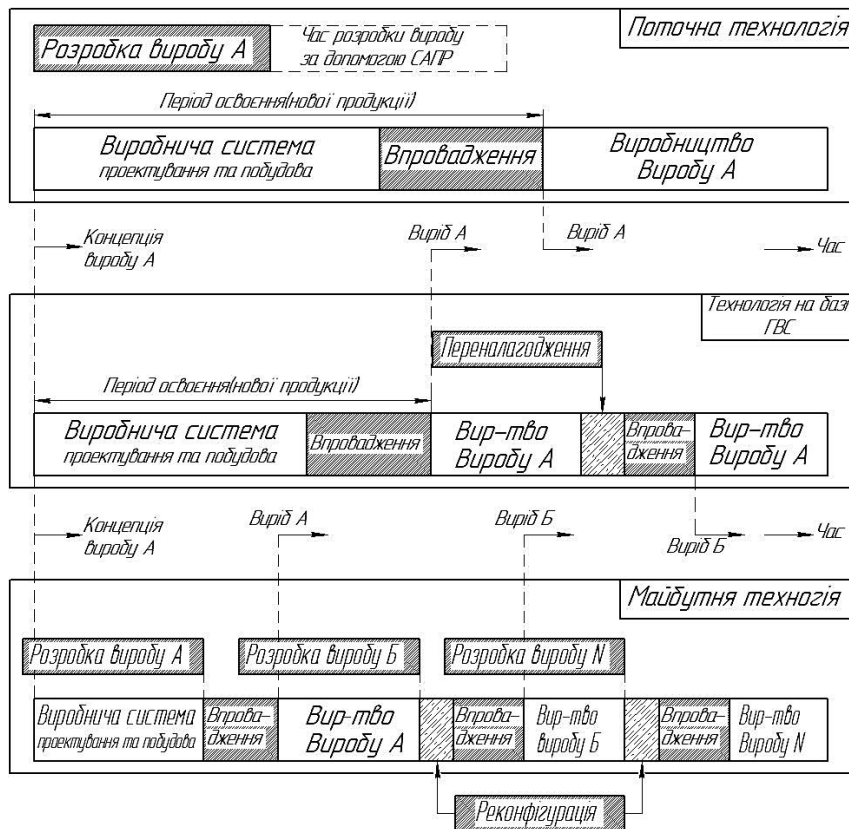 Поточна технологія
Розробка виробу А
Час розробки виробу
за допомогою САПР
Період освоєння(нової продукції)
Виробнича система
проектування та побудова
Впровадження
Виробництво
Виробу А
Концепція
виробу А
Виріб А
Виріб А
Час
Технологія на базі
ГВС
Переналагодження
Період освоєння(нової продукції)
Виробнича система
проектування та побудова
Впровадження
Вир-тво
Виробу А
Впрова-
дження
Вир-тво
Виробу А
Концепція
виробу А
Виріб А
Виріб Б
Виріб Б
Час
Майбутня техногія
Розробка виробу А
Розробка виробу Б
Розробка виробу N
Виробнича система
проектування та побудова
Впрова-
дження
Вир-тво
Виробу А
Впрова-
дження
Вир-тво
виробу Б
Впрова-
дження
Вир-тво
Виробу N
Реконфігурація